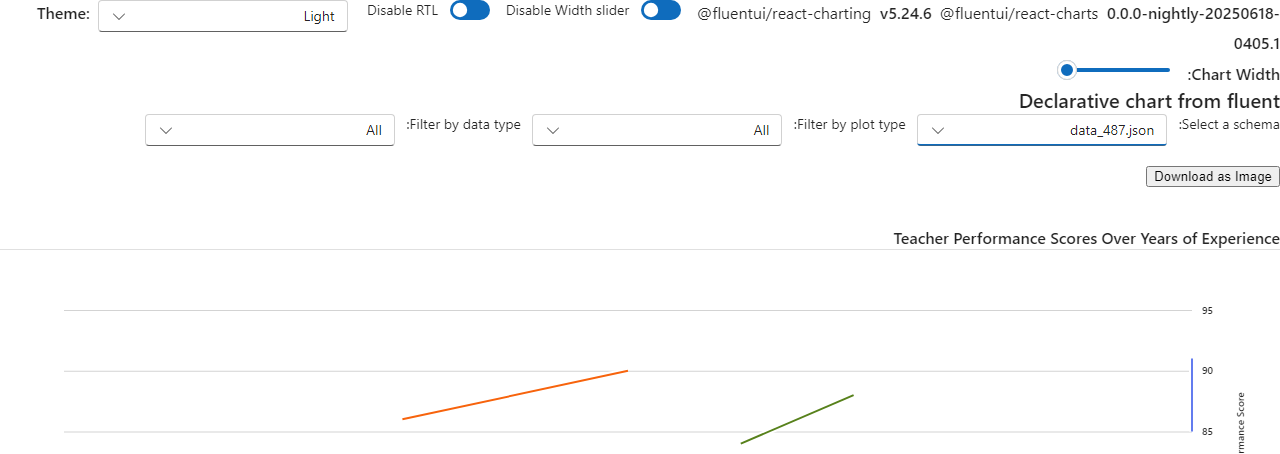 Theme: Light Disable RTL Disable Width slider @fluentui/react-charting v5.24.6 @fluentui/react-charts 0.0.0-nightly-20250618-
0405.1
:Chart Width
Declarative chart from fluent
:Select a schema data_487.json :Filter by plot type All :Filter by data type All
Download as Image
Teacher Performance Scores Over Years of Experience
95
90
85
Score